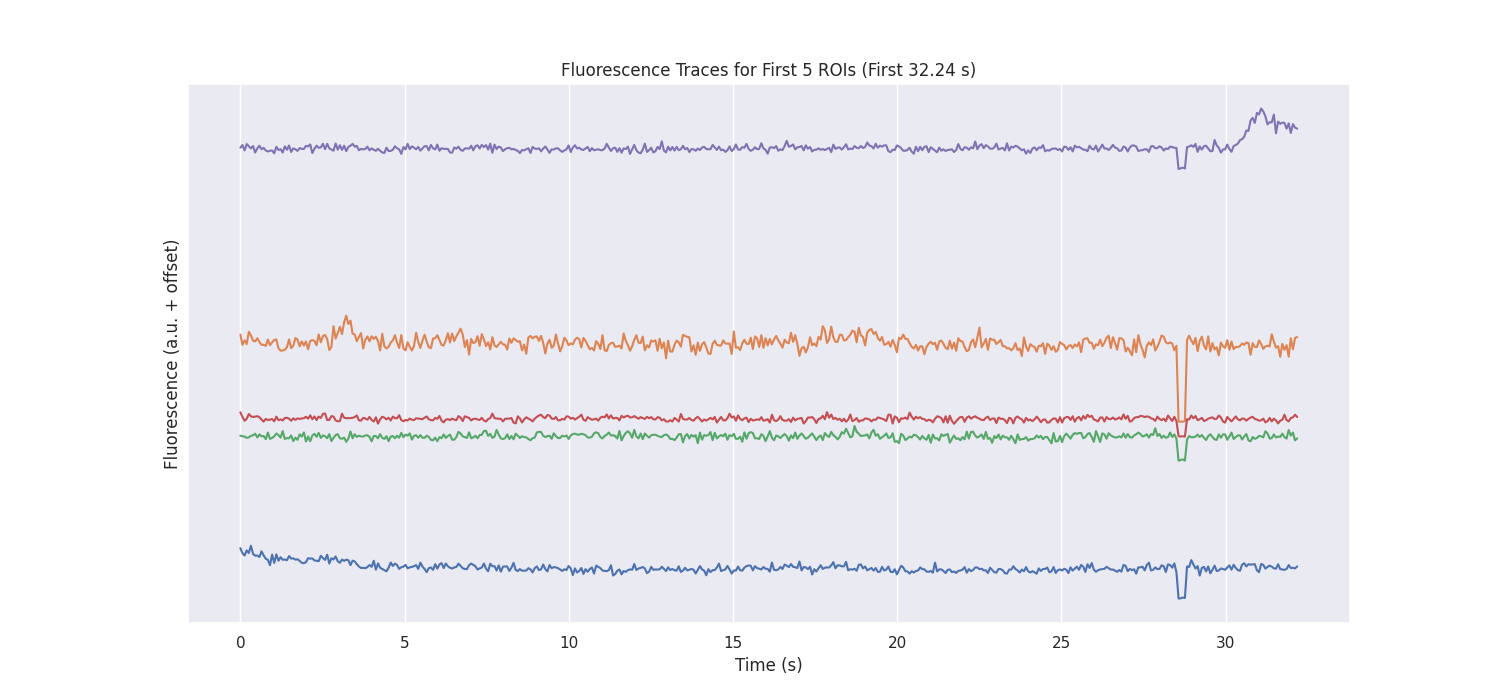 Fluorescence Traces for First 5 ROIs (First 32.24 s)
Fluorescence (a.u. + offset)
0 5 10 15 20 25 30
Time (s)